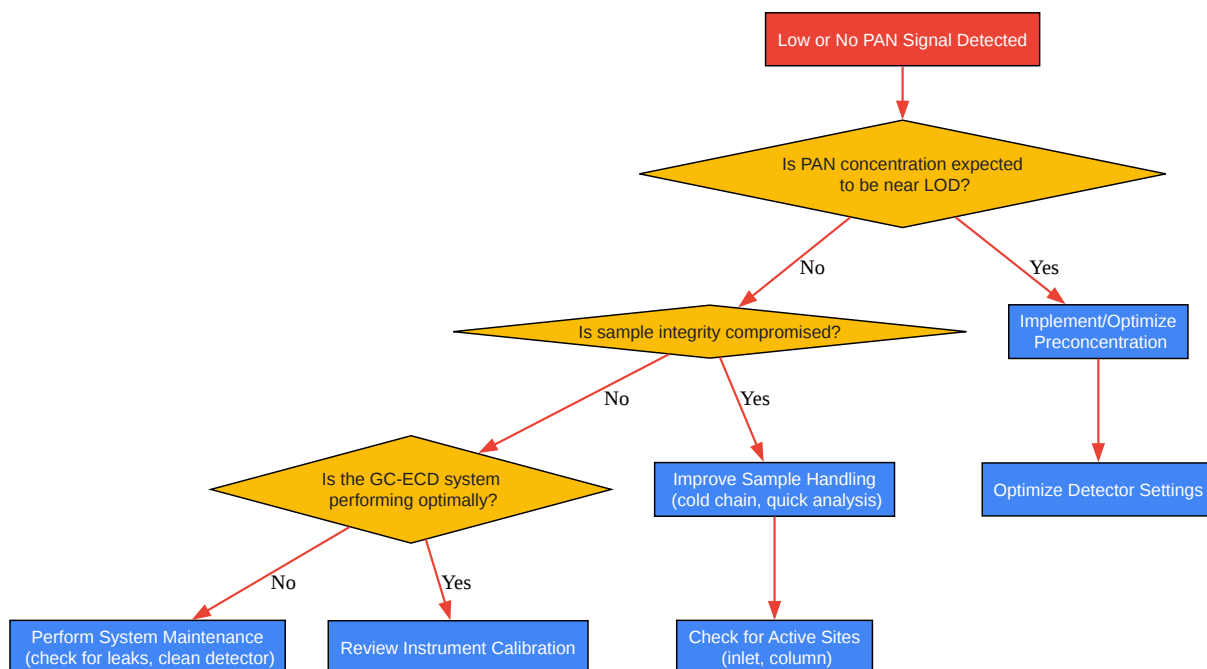 Low or No PAN Signal Detected
Is PAN concentration expected
to be near LOD?
No
Yes
Is sample integrity compromised?
Implement/Optimize
Preconcentration
No
Yes
Is the GC-ECD system
performing optimally?
Improve Sample Handling
(cold chain, quick analysis)
Optimize Detector Settings
No
Yes
Perform System Maintenance
(check for leaks, clean detector)
Review Instrument Calibration
Check for Active Sites
(inlet, column)